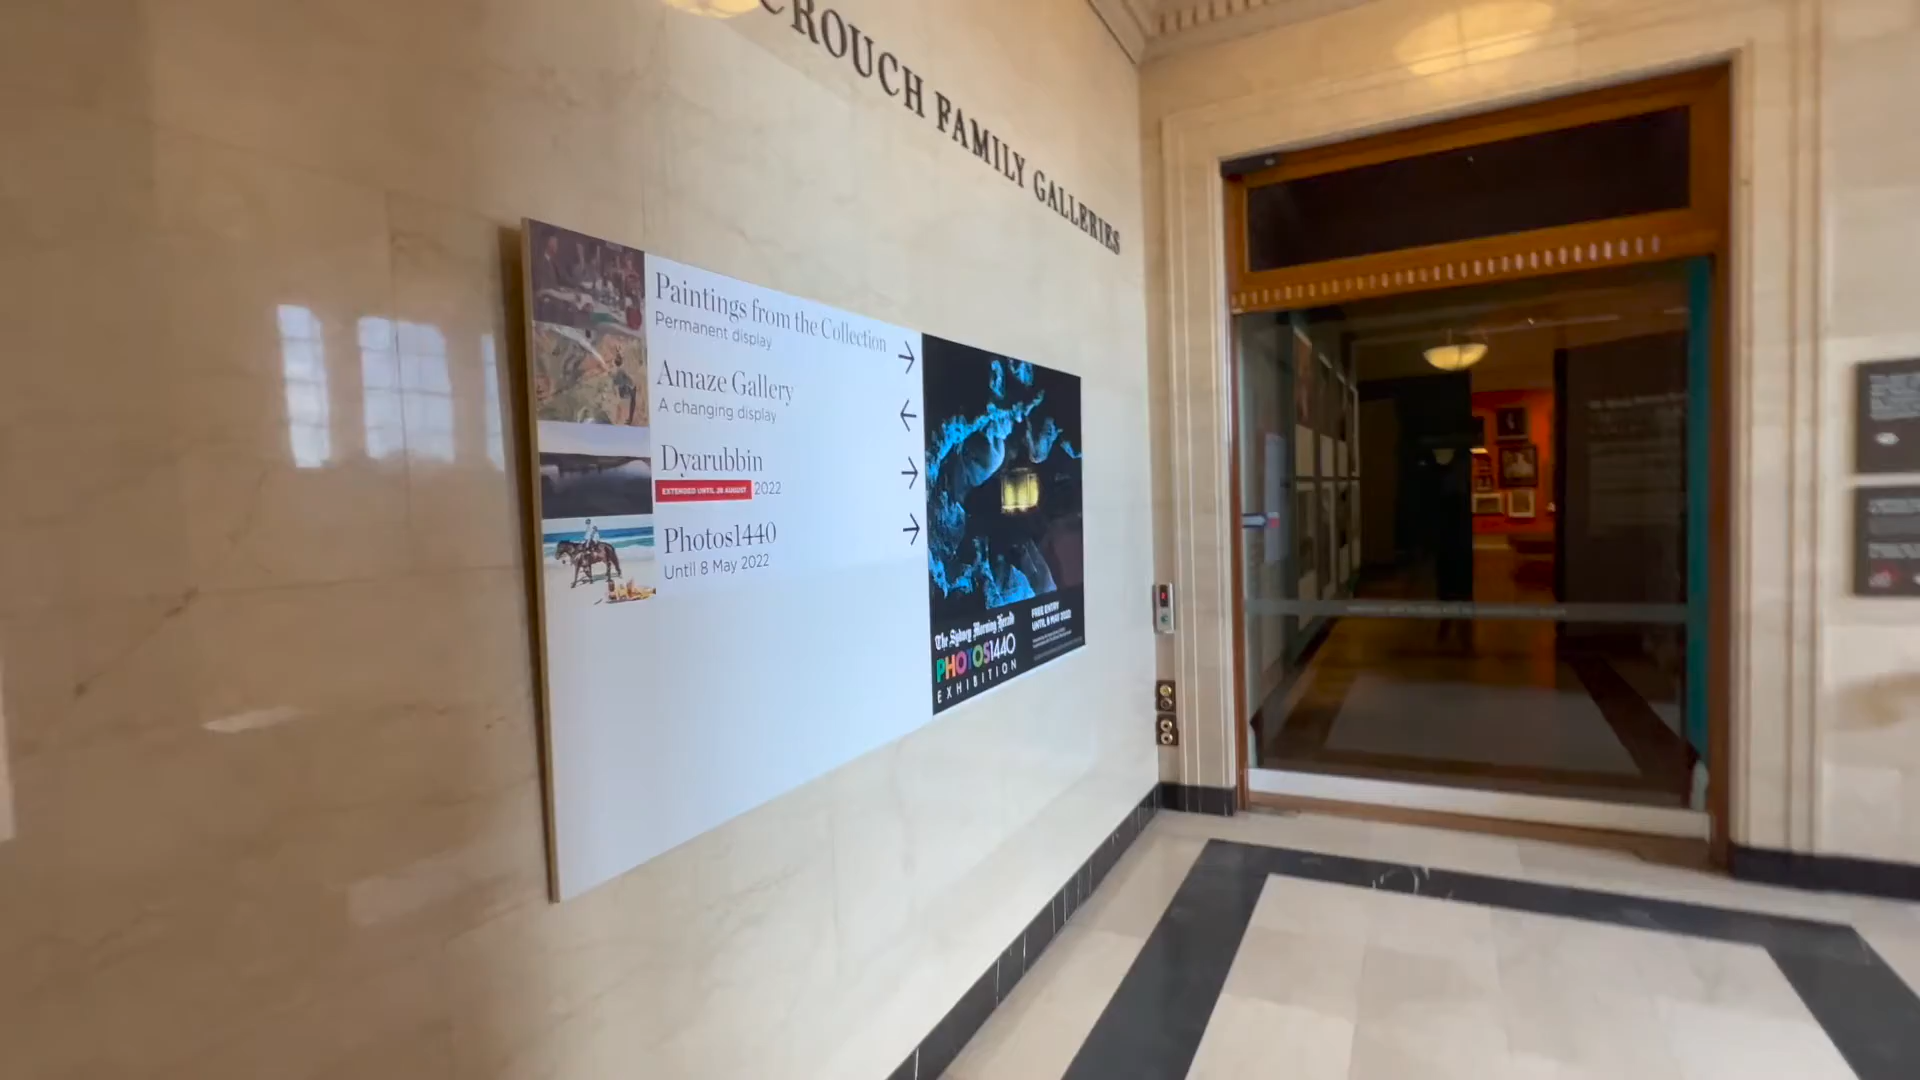 ROUCH FAMILY GALLERIES
Paintings from the Collection
Permanent display
Amaze Gallery
A changing display
Dyarubbin
EXTENDED UNTIL 28 AUGUST 2022
Photos1440
Until 8 May 2022
The Sydney Morning Herald
PHOTOS1440
EXHIBITION
FREE ENTRY
UNTIL 8 MAY 2022